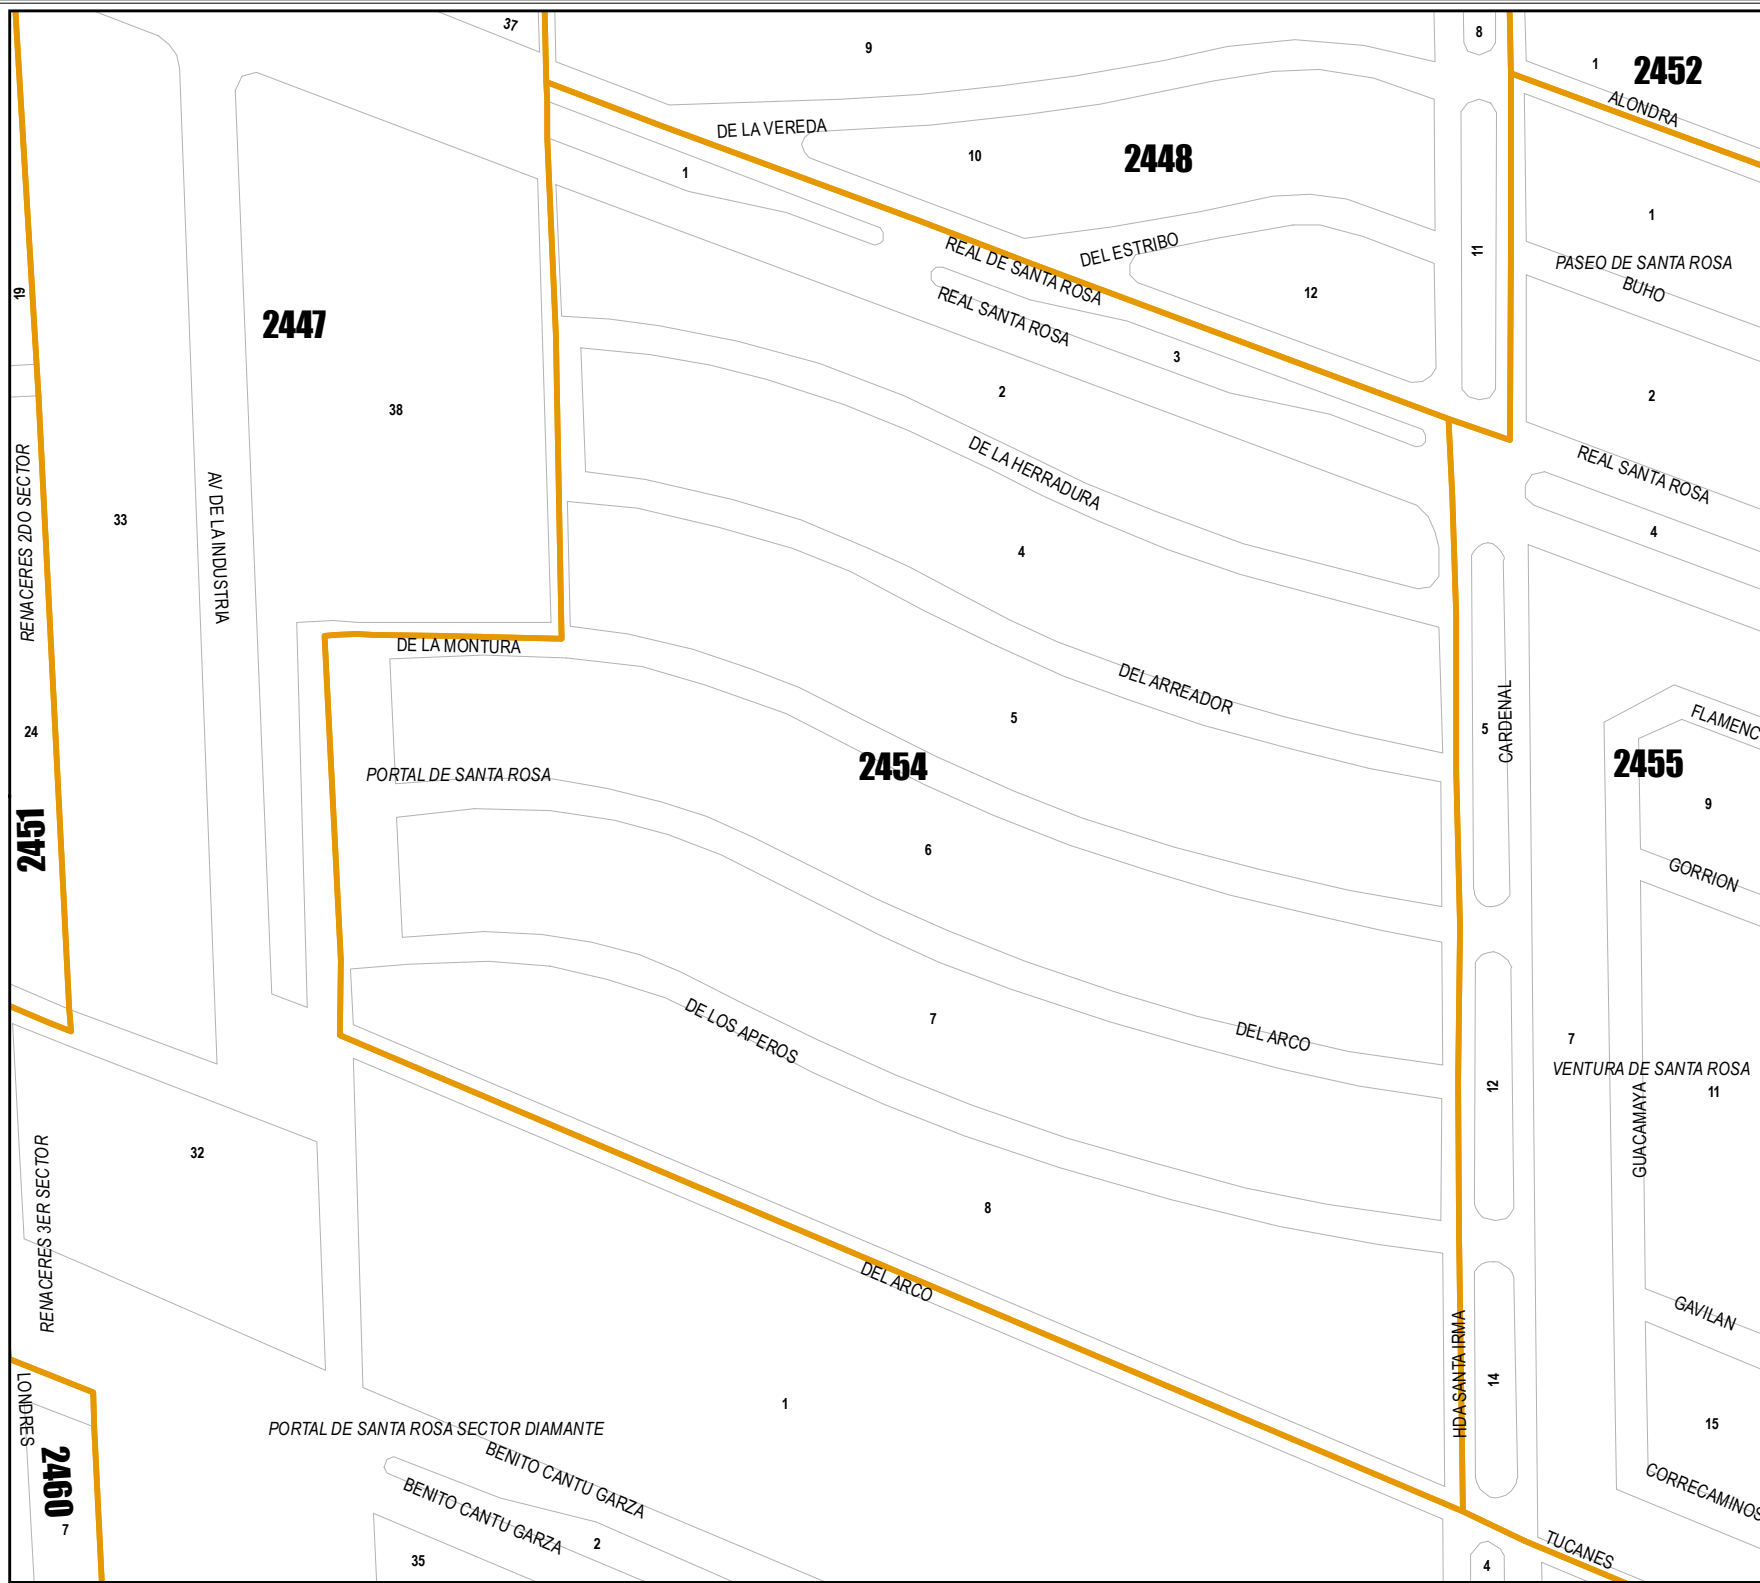 37
9
8
1
2452
ALONDRA
DE LA VEREDA
10
2448
1
1
11
DEL ESTRIBO
REAL DE SANTA ROSA
PASEO DE SANTA ROSA
BUHO
19
2447
12
REAL SANTA ROSA
3
2
2
38
DE LA HERRADURA
REAL SANTA ROSA
33
AV DE LA INDUSTRIA
RENACERES 2DO SECTOR
4
4
DE LA MONTURA
DEL ARREADOR
5
24
5
CARDENAL
FLAMENC
2454
2455
PORTAL DE SANTA ROSA
9
2451
6
GORRION
DE LOS APEROS
7
DEL ARCO
7
VENTURA DE SANTA ROSA
12
11
GUACAMAYA
32
RENACERES 3ER SECTOR
8
DEL ARCO
GAVILAN
HDA SANTA IRMA
14
1
LONDRES
PORTAL DE SANTA ROSA SECTOR DIAMANTE
15
BENITO CANTU GARZA
2460
BENITO CANTU GARZA
CORRECAMINOS
7
2
35
TUCANES
4